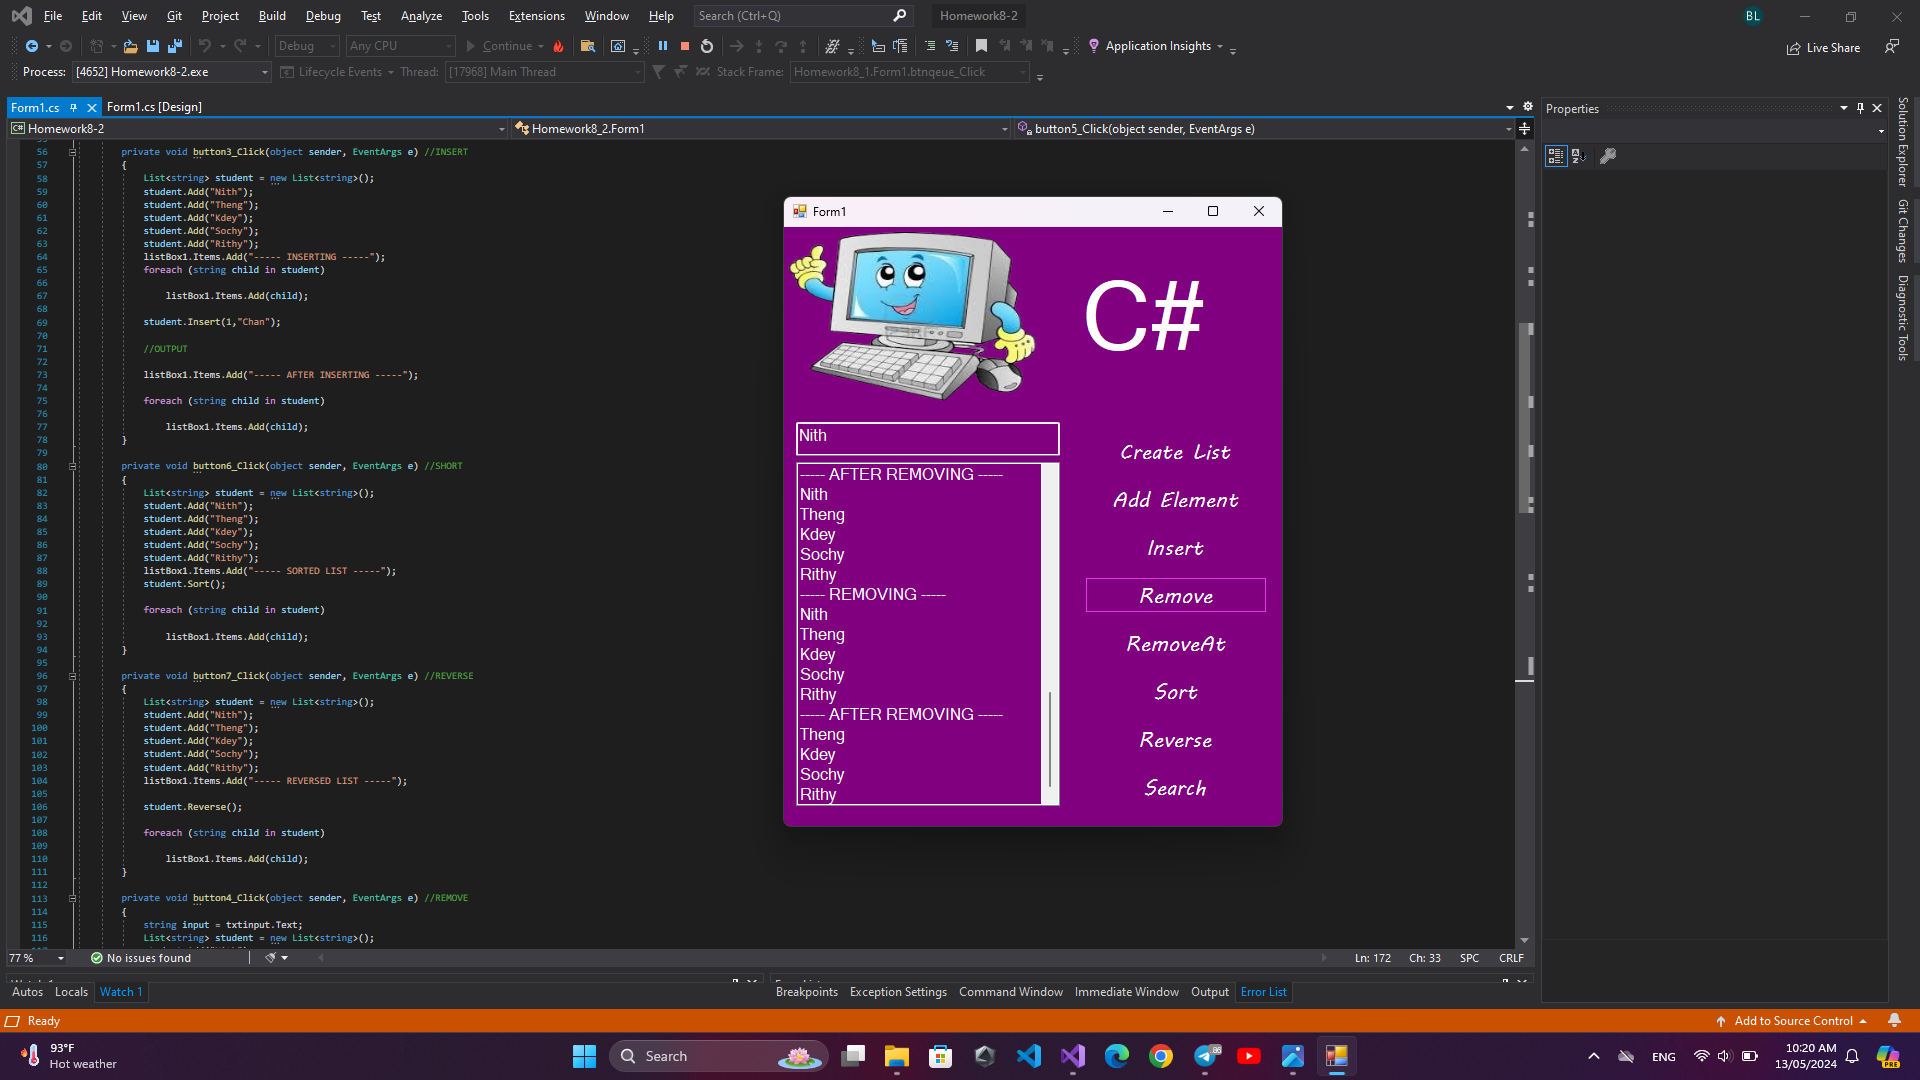 File Edit View Git Project Build Debug Test Analyze Tools Extensions Window Help Search (Ctrl+Q) Homework8-2 BL
Debug Any CPU Continue Application Insights Live Share
Process: [4652] Homework8-2.exe Lifecycle Events Thread: [17968] Main Thread Stack Frame: Homework8_1.Form1.btnqeue_Click
Form1.cs Form1.cs [Design]
C# Homework8-2 Homework8_2.Form1 button5_Click(object sender, EventArgs e)
56 private void button3_Click(object sender, EventArgs e) //INSERT
57 {
58 List<string> student = new List<string>();
59 student.Add("Nith");
60 student.Add("Theng");
61 student.Add("Kdey");
62 student.Add("Sochy");
63 student.Add("Rithy");
64 listBox1.Items.Add("----- INSERTING -----");
65 foreach (string child in student)
66
67 listBox1.Items.Add(child);
68
69 student.Insert(1,"Chan");
70
71 //OUTPUT
72
73 listBox1.Items.Add("----- AFTER INSERTING -----");
74
75 foreach (string child in student)
76
77 listBox1.Items.Add(child);
78 }
79
80 private void button6_Click(object sender, EventArgs e) //SHORT
81 {
82 List<string> student = new List<string>();
83 student.Add("Nith");
84 student.Add("Theng");
85 student.Add("Kdey");
86 student.Add("Sochy");
87 student.Add("Rithy");
88 listBox1.Items.Add("----- SORTED LIST -----");
89 student.Sort();
90
91 foreach (string child in student)
92
93 listBox1.Items.Add(child);
94 }
95
96 private void button7_Click(object sender, EventArgs e) //REVERSE
97 {
98 List<string> student = new List<string>();
99 student.Add("Nith");
100 student.Add("Theng");
101 student.Add("Kdey");
102 student.Add("Sochy");
103 student.Add("Rithy");
104 listBox1.Items.Add("----- REVERSED LIST -----");
105
106 student.Reverse();
107
108 foreach (string child in student)
109
110 listBox1.Items.Add(child);
111 }
112
113 private void button4_Click(object sender, EventArgs e) //REMOVE
114 {
115 string input = txtinput.Text;
116 List<string> student = new List<string>();
Form1
C#
Nith
----- AFTER REMOVING -----
Nith
Theng
Kdey
Sochy
Rithy
----- REMOVING -----
Nith
Theng
Kdey
Sochy
Rithy
----- AFTER REMOVING -----
Theng
Kdey
Sochy
Rithy
Create List
Add Element
Insert
Remove
RemoveAt
Sort
Reverse
Search
Properties
Solution Explorer
Git Changes
Diagnostic Tools
77 % No issues found Ln: 172 Ch: 33 SPC CRLF
Autos Locals Watch 1 Breakpoints Exception Settings Command Window Immediate Window Output Error List
Ready Add to Source Control
93°F
Hot weather
Search
ENG
10:20 AM
13/05/2024